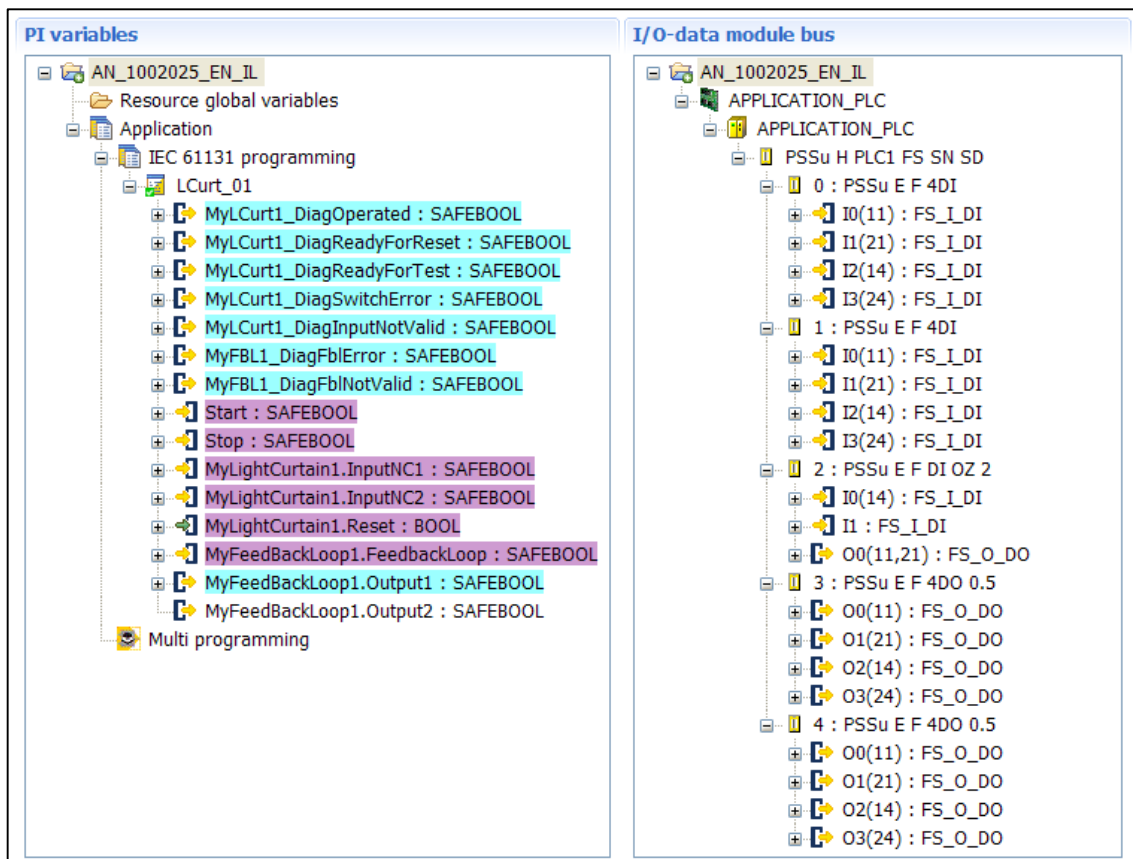 PI variables
AN_1002025_EN_IL
Resource global variables
Application
IEC 61131 programming
LCurt_01
MyLCurt1_DiagOperated : SAFEBOOL
MyLCurt1_DiagReadyForReset : SAFEBOOL
MyLCurt1_DiagReadyForTest : SAFEBOOL
MyLCurt1_DiagSwitchError : SAFEBOOL
MyLCurt1_DiagInputNotValid : SAFEBOOL
MyFBL1_DiagFblError : SAFEBOOL
MyFBL1_DiagFblNotValid : SAFEBOOL
Start : SAFEBOOL
Stop : SAFEBOOL
MyLightCurtain1.InputNC1 : SAFEBOOL
MyLightCurtain1.InputNC2 : SAFEBOOL
MyLightCurtain1.Reset : BOOL
MyFeedBackLoop1.FeedbackLoop : SAFEBOOL
MyFeedBackLoop1.Output1 : SAFEBOOL
MyFeedBackLoop1.Output2 : SAFEBOOL
Multi programming
I/O-data module bus
AN_1002025_EN_IL
APPLICATION_PLC
APPLICATION_PLC
PSSu H PLC1 FS SN SD
0 : PSSu E F 4DI
I0(11) : FS_I_DI
I1(21) : FS_I_DI
I2(14) : FS_I_DI
I3(24) : FS_I_DI
1 : PSSu E F 4DI
I0(11) : FS_I_DI
I1(21) : FS_I_DI
I2(14) : FS_I_DI
I3(24) : FS_I_DI
2 : PSSu E F DI OZ 2
I0(14) : FS_I_DI
I1 : FS_I_DI
O0(11,21) : FS_O_DO
3 : PSSu E F 4DO 0.5
O0(11) : FS_O_DO
O1(21) : FS_O_DO
O2(14) : FS_O_DO
O3(24) : FS_O_DO
4 : PSSu E F 4DO 0.5
O0(11) : FS_O_DO
O1(21) : FS_O_DO
O2(14) : FS_O_DO
O3(24) : FS_O_DO